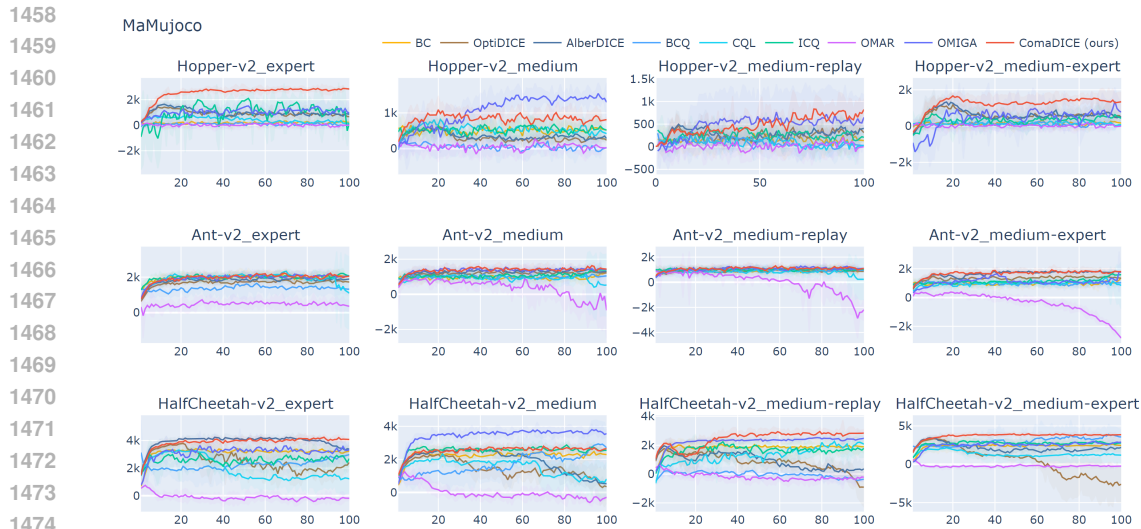 1458
MaMujoco
1459
BC OptiDICE AlberDICE BCQ CQL ICQ OMAR OMIGA ComaDICE (ours)
1460
Hopper-v2_expert Hopper-v2_medium Hopper-v2_medium-replay Hopper-v2_medium-expert
1461
1462
1463
1464
2k 0 −2k 20 40 60 80 100
1k 0 20 40 60 80 100
1.5k 1k 500 0 −500 0 50 100
2k 0 −2k 20 40 60 80 100
1465
Ant-v2_expert Ant-v2_medium Ant-v2_medium-replay Ant-v2_medium-expert
1466
1467
1468
1469
2k 0 20 40 60 80 100
2k 0 −2k 20 40 60 80 100
2k 0 −2k −4k 20 40 60 80 100
2k 0 −2k 20 40 60 80 100
1470
HalfCheetah-v2_expert HalfCheetah-v2_medium HalfCheetah-v2_medium-replay HalfCheetah-v2_medium-expert
1471
1472
1473
1474
4k 2k 0 20 40 60 80 100
4k 2k 0 20 40 60 80 100
4k 2k 0 −2k 20 40 60 80 100
5k 0 −5k 20 40 60 80 100